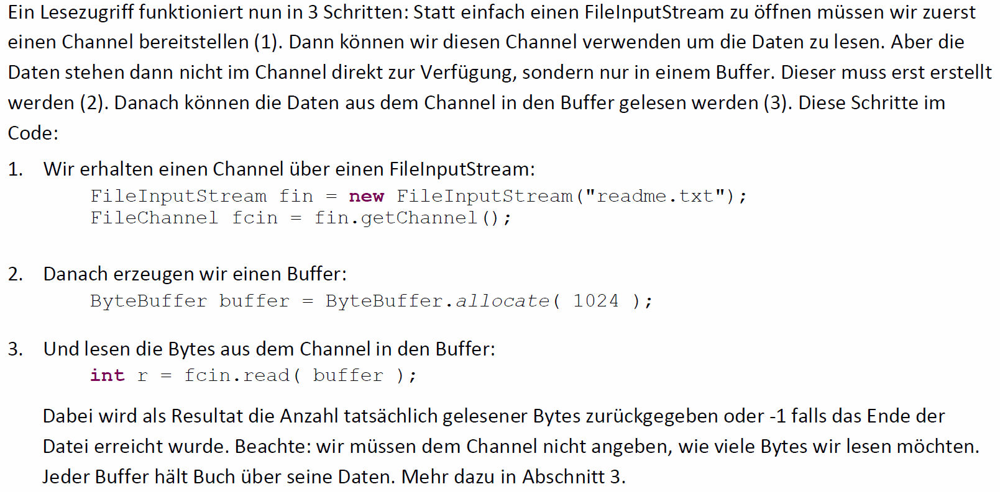 Ein Lesezugriff funktioniert nun in 3 Schritten: Statt einfach einen FileInputStream zu öffnen müssen wir zuerst
einen Channel bereitstellen (1). Dann können wir diesen Channel verwenden um die Daten zu lesen. Aber die
Daten stehen dann nicht im Channel direkt zur Verfügung, sondern nur in einem Buffer. Dieser muss erst erstellt
werden (2). Danach können die Daten aus dem Channel in den Buffer gelesen werden (3). Diese Schritte im
Code:
1. Wir erhalten einen Channel über einen FileInputStream:
FileInputStream fin = new FileInputStream("readme.txt");
FileChannel fcin = fin.getChannel();
2. Danach erzeugen wir einen Buffer:
ByteBuffer buffer = ByteBuffer.allocate( 1024 );
3. Und lesen die Bytes aus dem Channel in den Buffer:
int r = fcin.read( buffer );
Dabei wird als Resultat die Anzahl tatsächlich gelesener Bytes zurückgegeben oder -1 falls das Ende der
Datei erreicht wurde. Beachte: wir müssen dem Channel nicht angeben, wie viele Bytes wir lesen möchten.
Jeder Buffer hält Buch über seine Daten. Mehr dazu in Abschnitt 3.